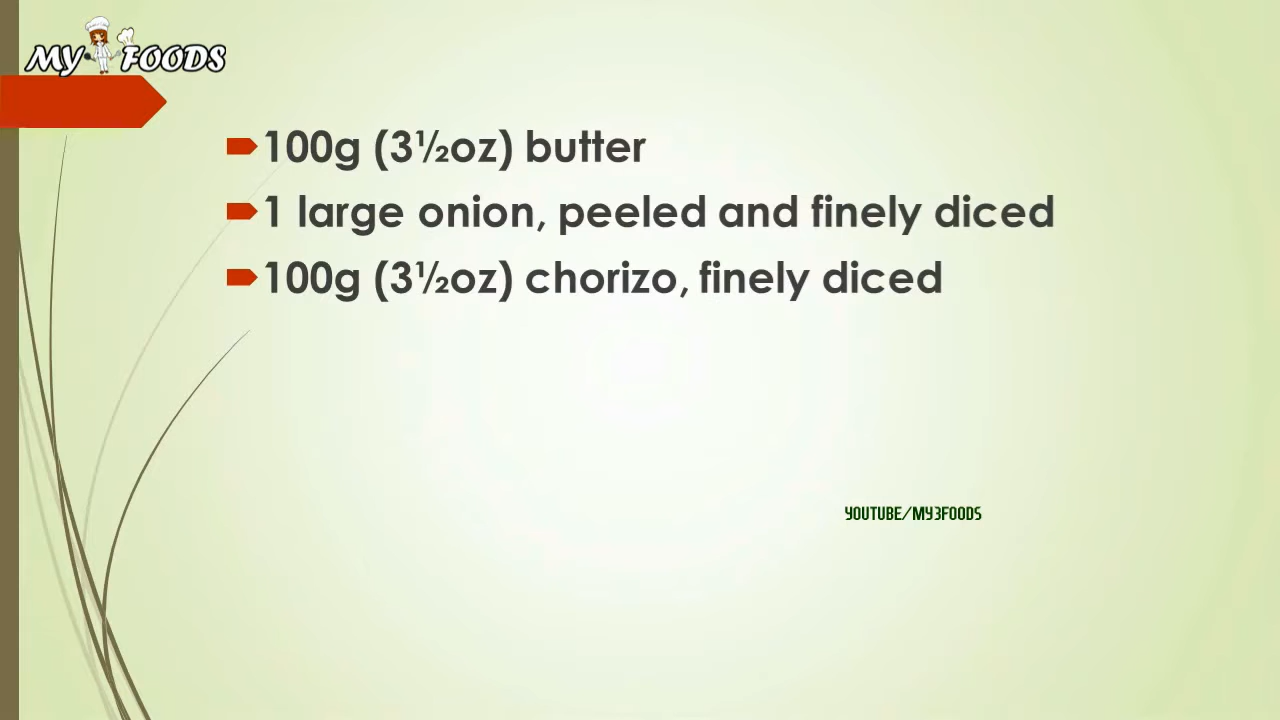 MY FOODS
100g (3½oz) butter
1 large onion, peeled and finely diced
100g (3½oz) chorizo, finely diced
YOUTUBE/MY3FOODS